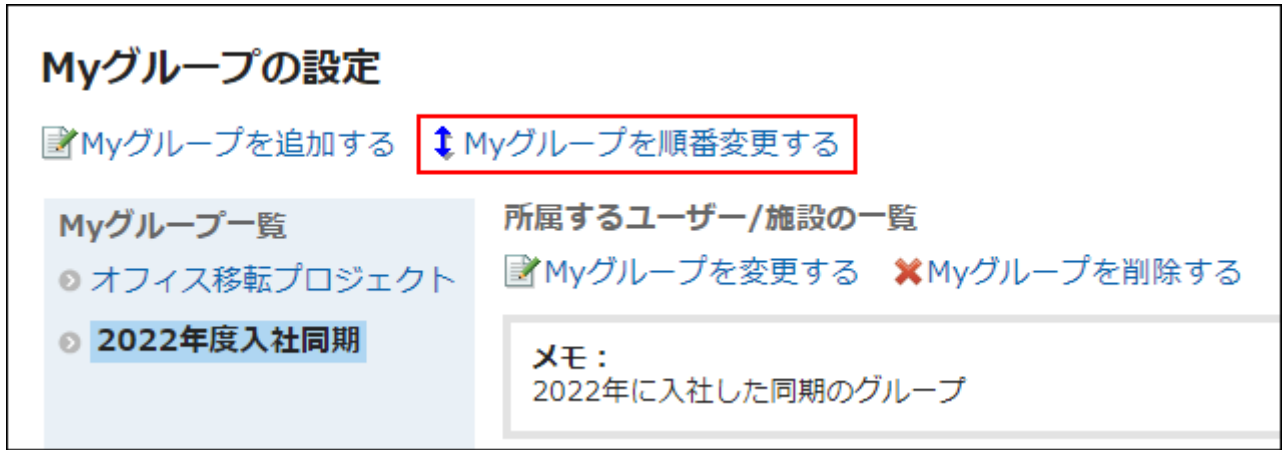 Myグループの設定
Myグループを追加する Myグループを順番変更する
Myグループ一覧
オフィス移転プロジェクト
2022年度入社同期
所属するユーザー/施設の一覧
Myグループを変更する Myグループを削除する
メモ：
2022年に入社した同期のグループ